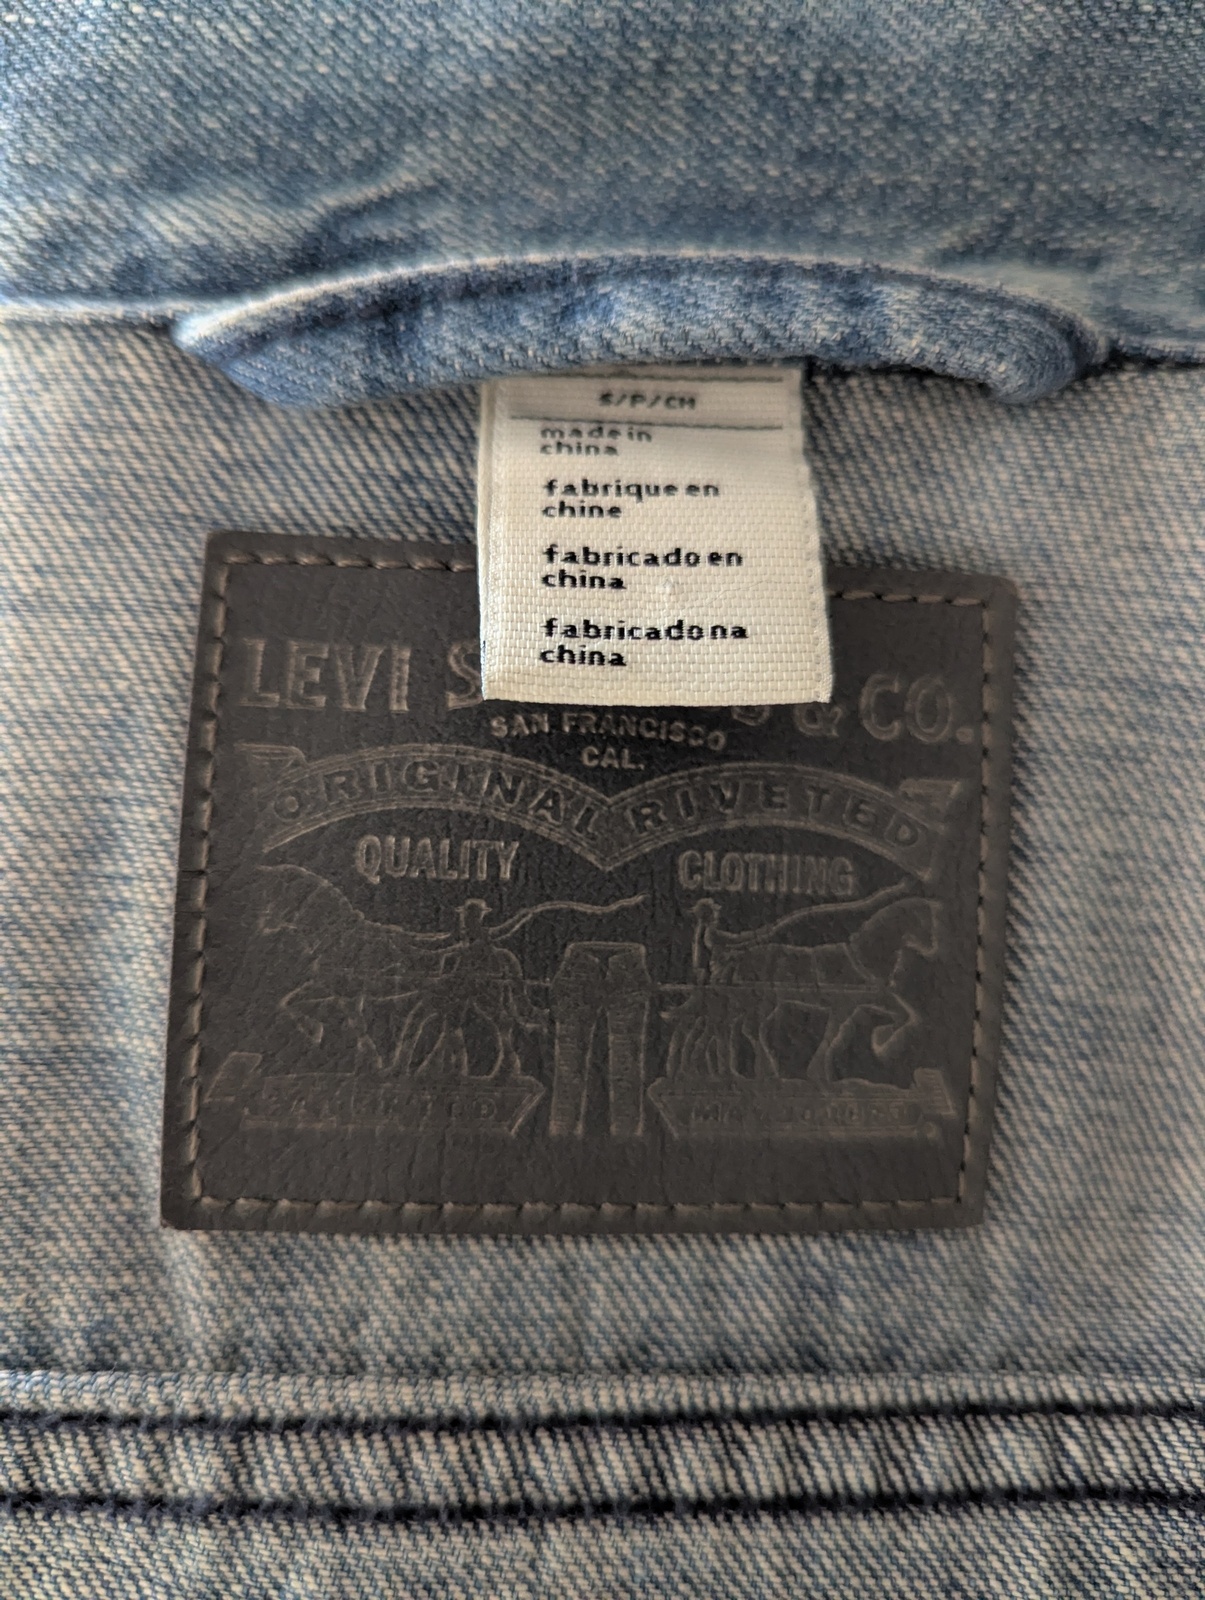 S/P/CH
made in
china
fabrique en
chine
fabricado en
china
fabricado na
china
LEVI S & CO.
SAN FRANCISCO
CAL.
ORIGINAL RIVETED
QUALITY CLOTHING